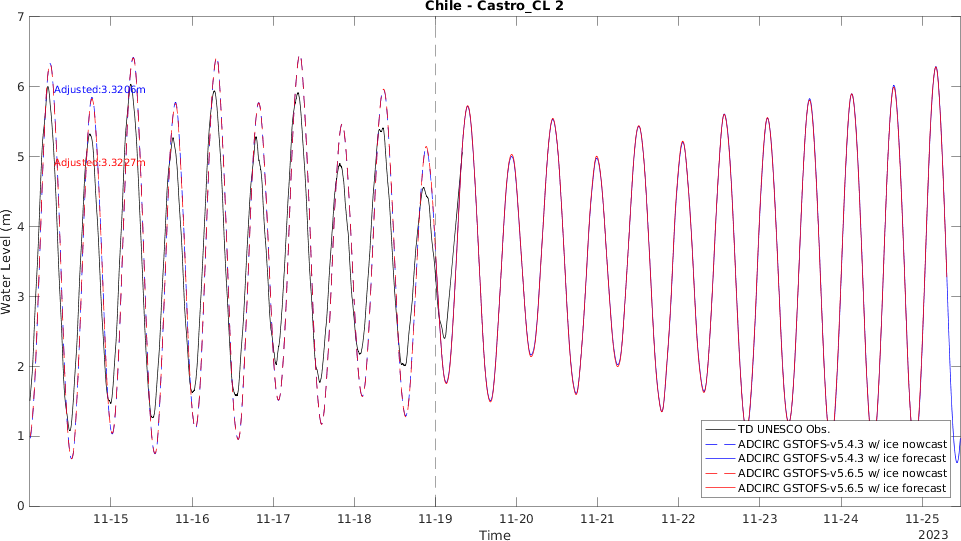 Chile - Castro_CL 2
7
6
5
4
3
2
1
0
Water Level (m)
Adjusted:3.3206m
Adjusted:3.3227m
TD UNESCO Obs.
ADCIRC GSTOFS-v5.4.3 w/ ice nowcast
ADCIRC GSTOFS-v5.4.3 w/ ice forecast
ADCIRC GSTOFS-v5.6.5 w/ ice nowcast
ADCIRC GSTOFS-v5.6.5 w/ ice forecast
11-15 11-16 11-17 11-18 11-19 11-20 11-21 11-22 11-23 11-24 11-25
Time
2023